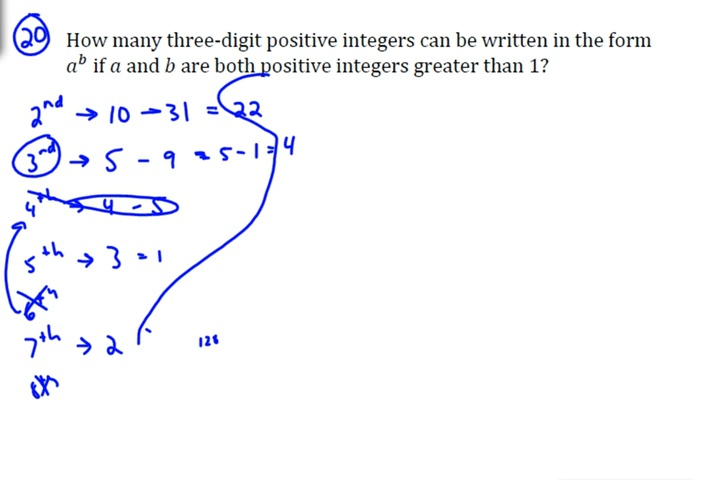 20 How many three-digit positive integers can be written in the form
a^b if a and b are both positive integers greater than 1?
2nd → 10 – 31 = 22
3rd → 5 – 9 = 5 - 1 = 4
4th → 4 - 5
5th → 3 = 1
6th
7th → 2 128
8th